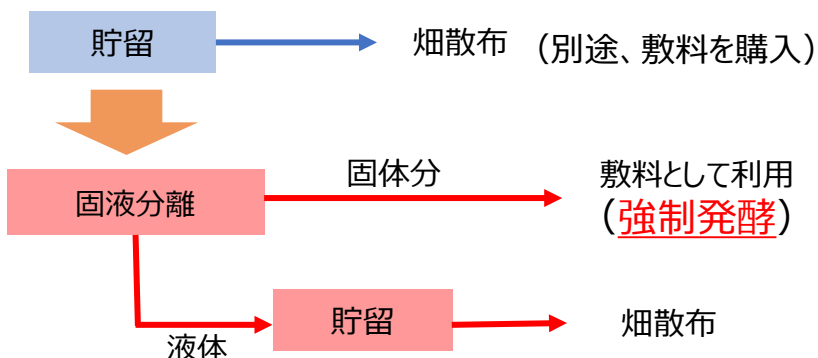 貯留
畑散布（別途、敷料を購入）
固液分離
固体分
敷料として利用
（強制発酵）
液体
貯留
畑散布